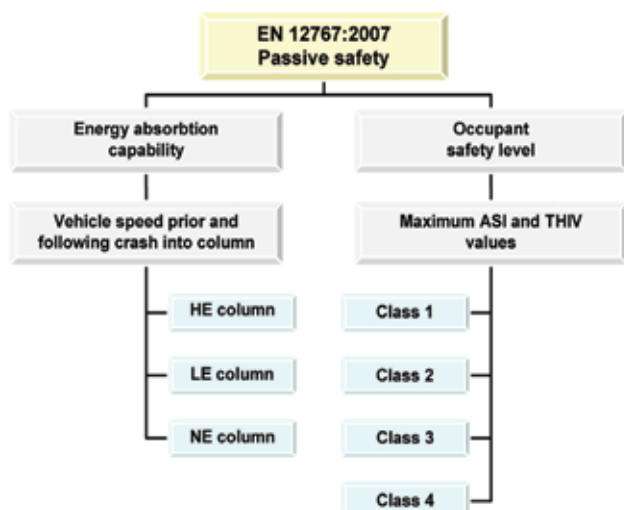 EN 12767:2007
Passive safety
Energy absorbtion
capability
Occupant
safety level
Vehicle speed prior and
following crash into column
Maximum ASI and THIV
values
HE column
LE column
NE column
Class 1
Class 2
Class 3
Class 4